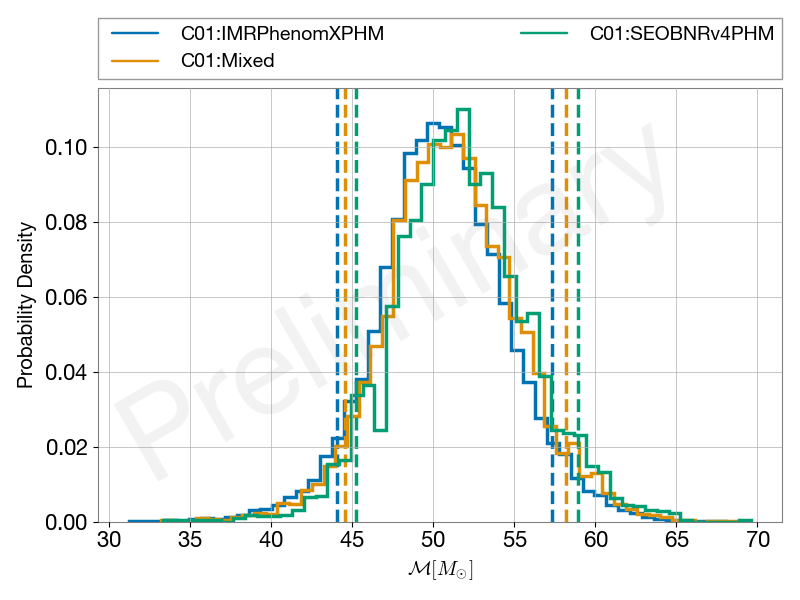 C01:IMRPhenomXPHM
C01:SEOBNRv4PHM
C01:Mixed
Preliminary
Probability Density
0.10
0.08
0.06
0.04
0.02
0.00
30 35 40 45 50 55 60 65 70
ℳ[M☉]